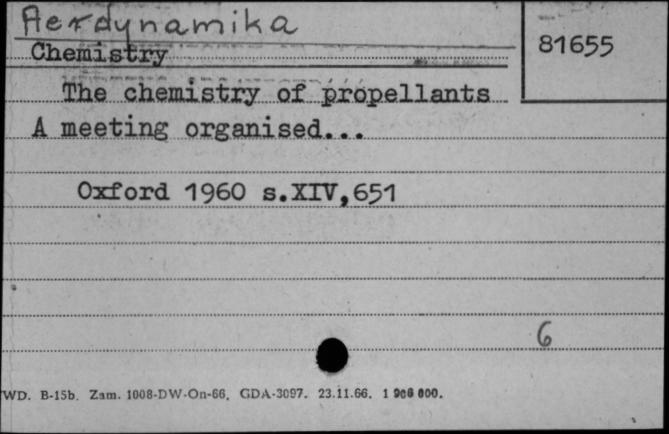 Aerdynamika
81655
Chemistry
The chemistry of propellants
A meeting organised...
Oxford 1960 s.XIV,651
6
WD. B-15b. Zam. 1008-DW-On-66. GDA-3097. 23.11.66. 1 906 000.